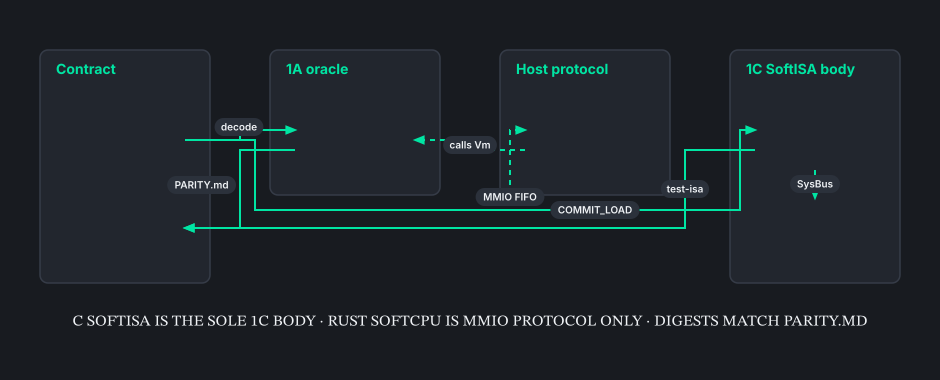 Contract
1A oracle
Host protocol
1C SoftISA body
decode
calls Vm
PARITY.md
MMIO FIFO
test-isa
SysBus
COMMIT_LOAD
C SOFTISA IS THE SOLE 1C BODY · RUST SOFTCPU IS MMIO PROTOCOL ONLY · DIGESTS MATCH PARITY.MD